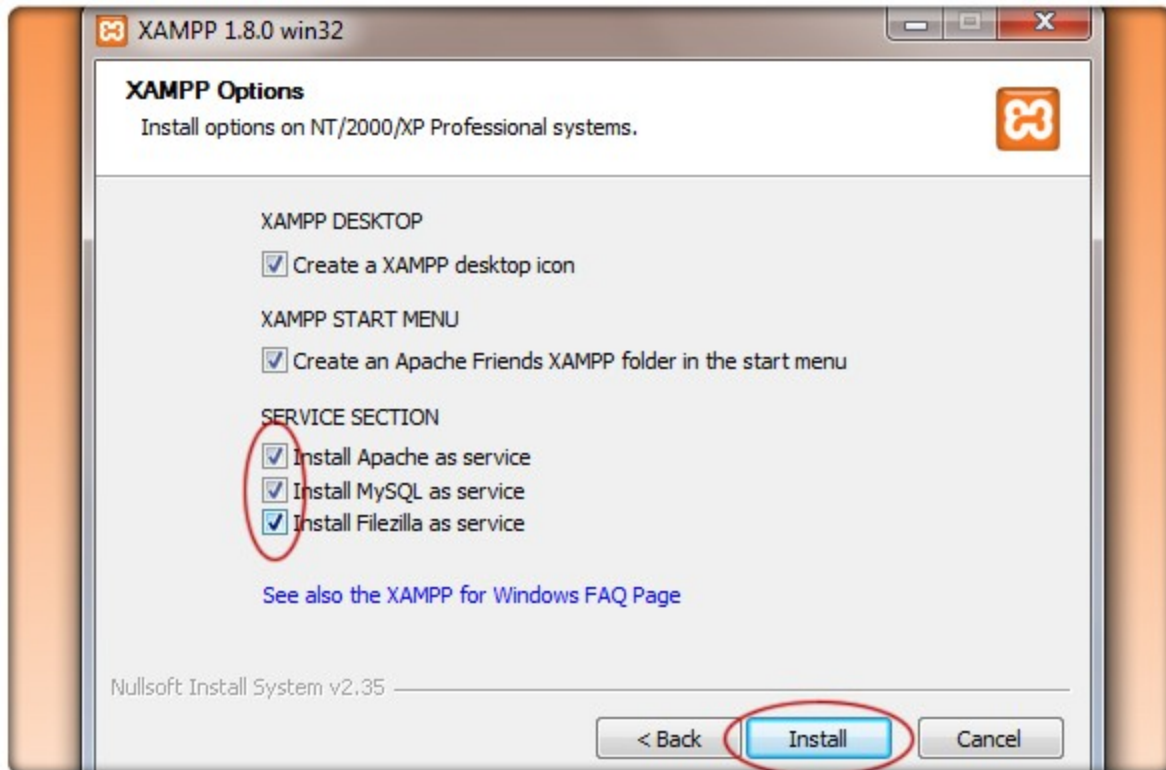 XAMPP 1.8.0 win32
XAMPP Options
Install options on NT/2000/XP Professional systems.
XAMPP DESKTOP
Create a XAMPP desktop icon
XAMPP START MENU
Create an Apache Friends XAMPP folder in the start menu
SERVICE SECTION
Install Apache as service
Install MySQL as service
Install Filezilla as service
See also the XAMPP for Windows FAQ Page
Nullsoft Install System v2.35
< Back Install Cancel